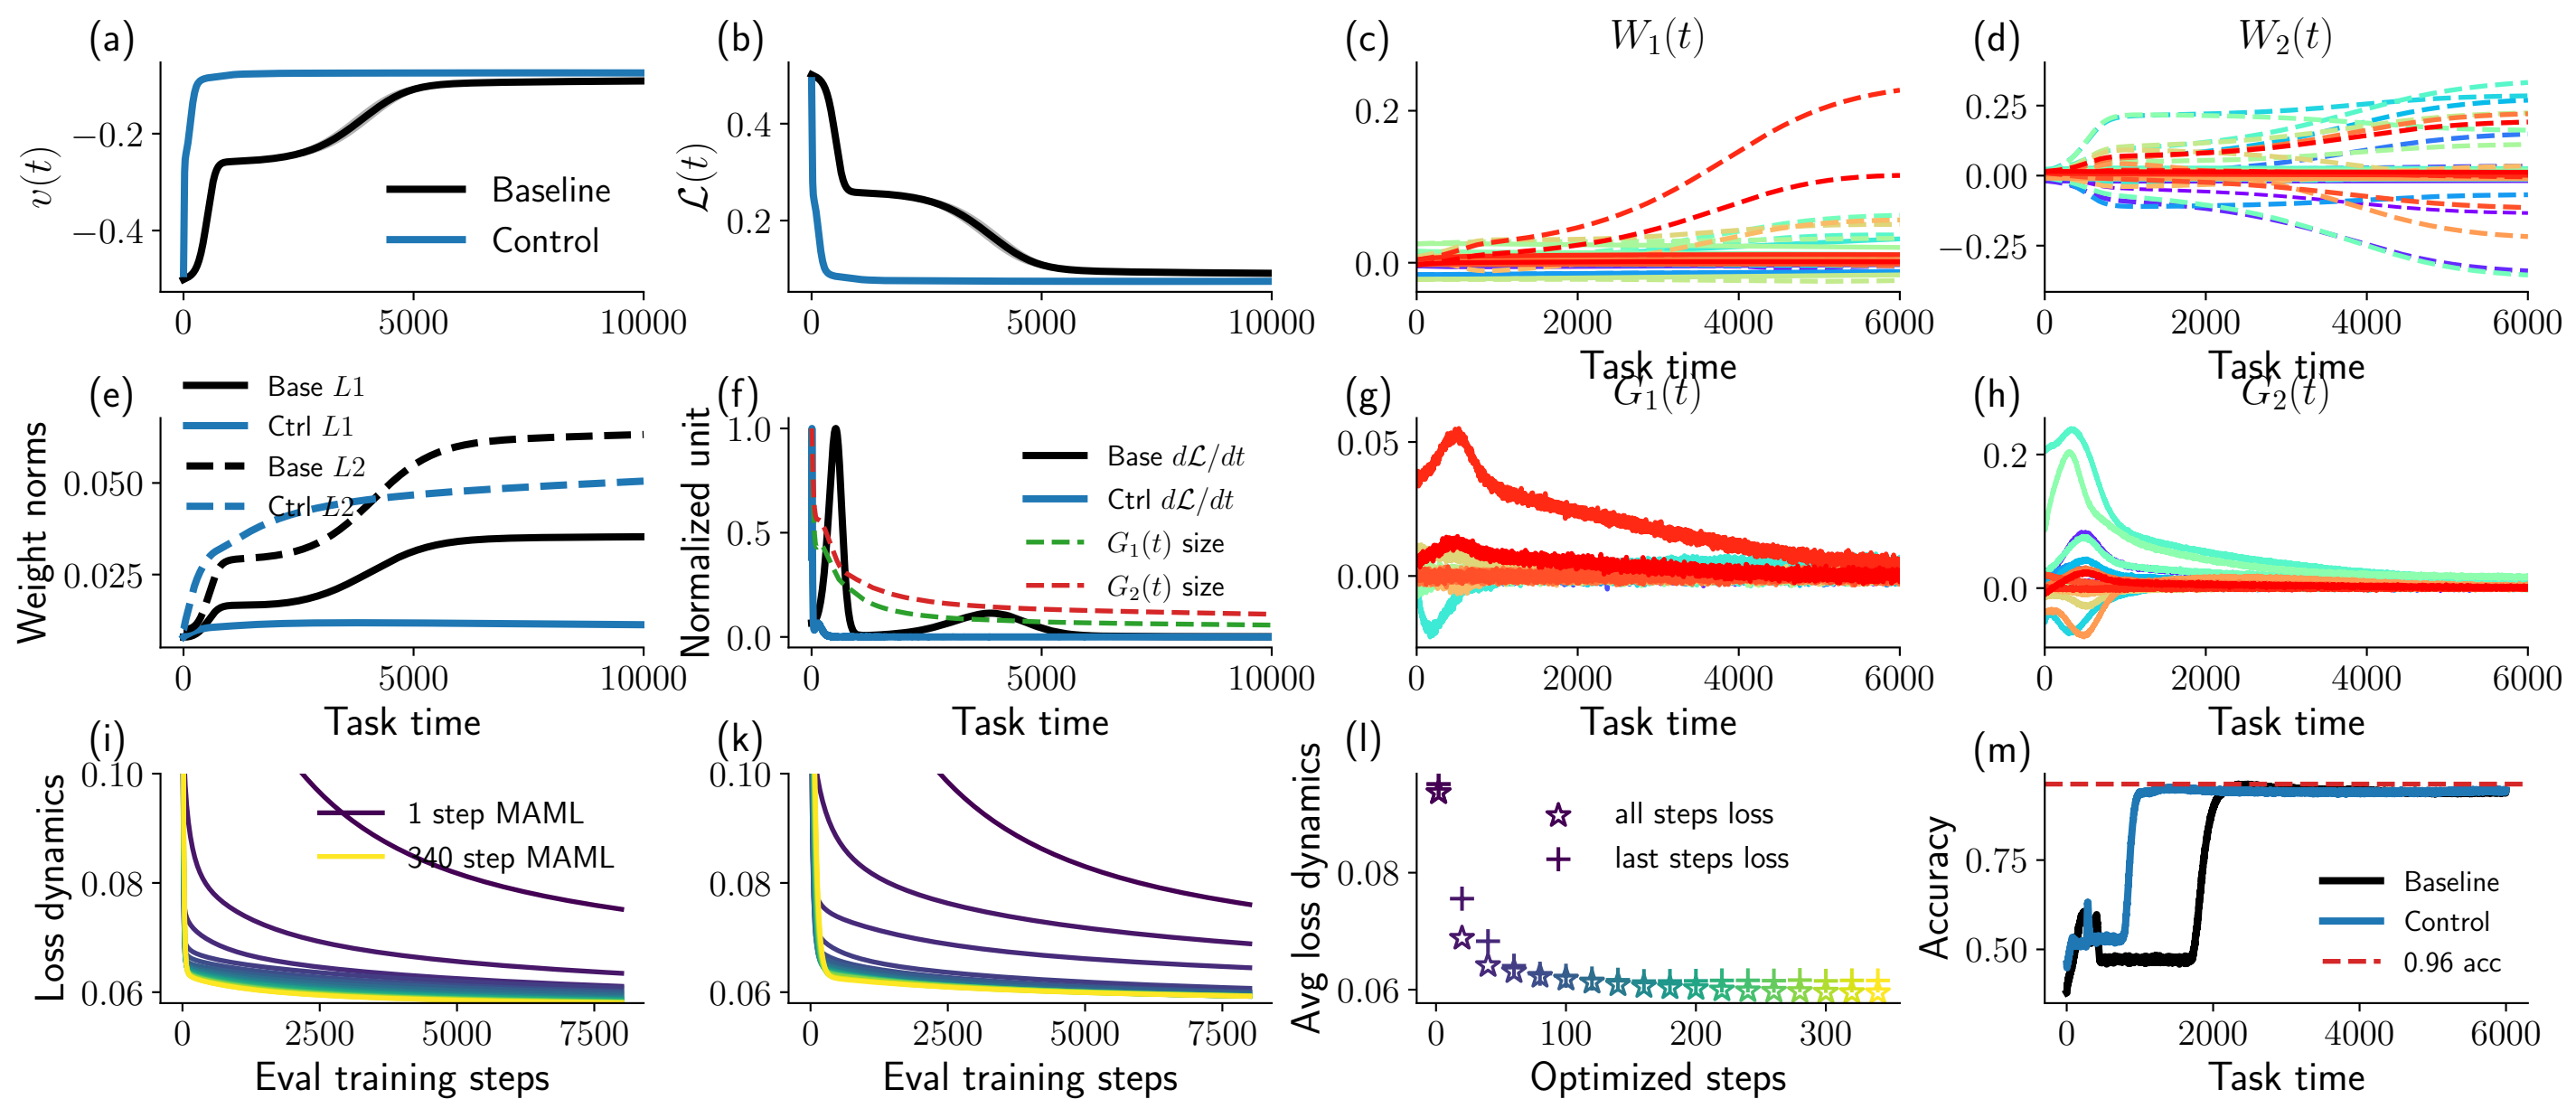 (a)
v(t)
−0.2
−0.4
0
5000
10000
Baseline
Control
(b)
𝓛(t)
0.4
0.2
0
5000
10000
(c)
W₁(t)
0.2
0.0
0
2000
4000
6000
Task time
(d)
W₂(t)
0.25
0.00
−0.25
0
2000
4000
6000
Task time
(e)
Weight norms
0.050
0.025
Base L1
Ctrl L1
Base L2
Ctrl L2
0
5000
10000
Task time
(f)
Normalized unit
1.0
0.5
0.0
Base d𝓛/dt
Ctrl d𝓛/dt
G₁(t) size
G₂(t) size
0
5000
10000
Task time
(g)
G₁(t)
0.05
0.00
0
2000
4000
6000
Task time
(h)
G₂(t)
0.2
0.0
0
2000
4000
6000
Task time
(i)
Loss dynamics
0.10
0.08
0.06
1 step MAML
340 step MAML
0
2500
5000
7500
Eval training steps
(k)
0.10
0.08
0.06
0
2500
5000
7500
Eval training steps
(l)
Avg loss dynamics
0.08
0.06
all steps loss
last steps loss
0
100
200
300
Optimized steps
(m)
Accuracy
0.75
0.50
Baseline
Control
0.96 acc
0
2000
4000
6000
Task time